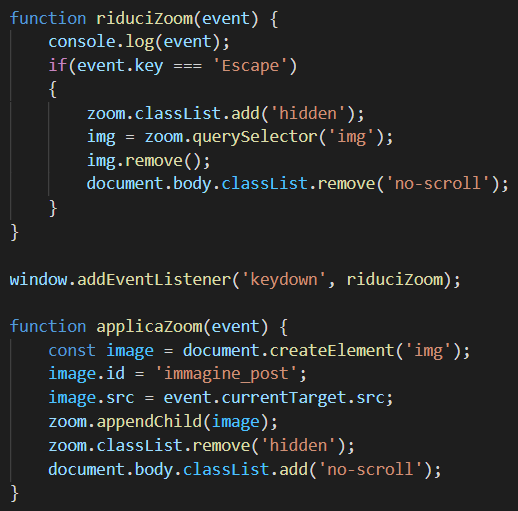 function riduciZoom(event) {
    console.log(event);
    if(event.key === 'Escape')
    {
        zoom.classList.add('hidden');
        img = zoom.querySelector('img');
        img.remove();
        document.body.classList.remove('no-scroll');
    }
}

window.addEventListener('keydown', riduciZoom);

function applicaZoom(event) {
    const image = document.createElement('img');
    image.id = 'immagine_post';
    image.src = event.currentTarget.src;
    zoom.appendChild(image);
    zoom.classList.remove('hidden');
    document.body.classList.add('no-scroll');
}